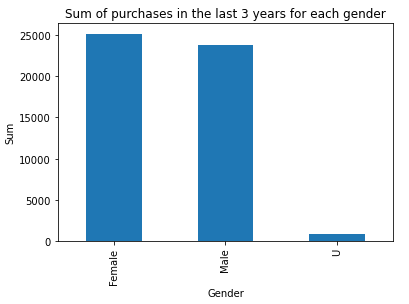 Sum of purchases in the last 3 years for each gender
25000
20000
15000
10000
5000
0
Sum
Female
Male
U
Gender